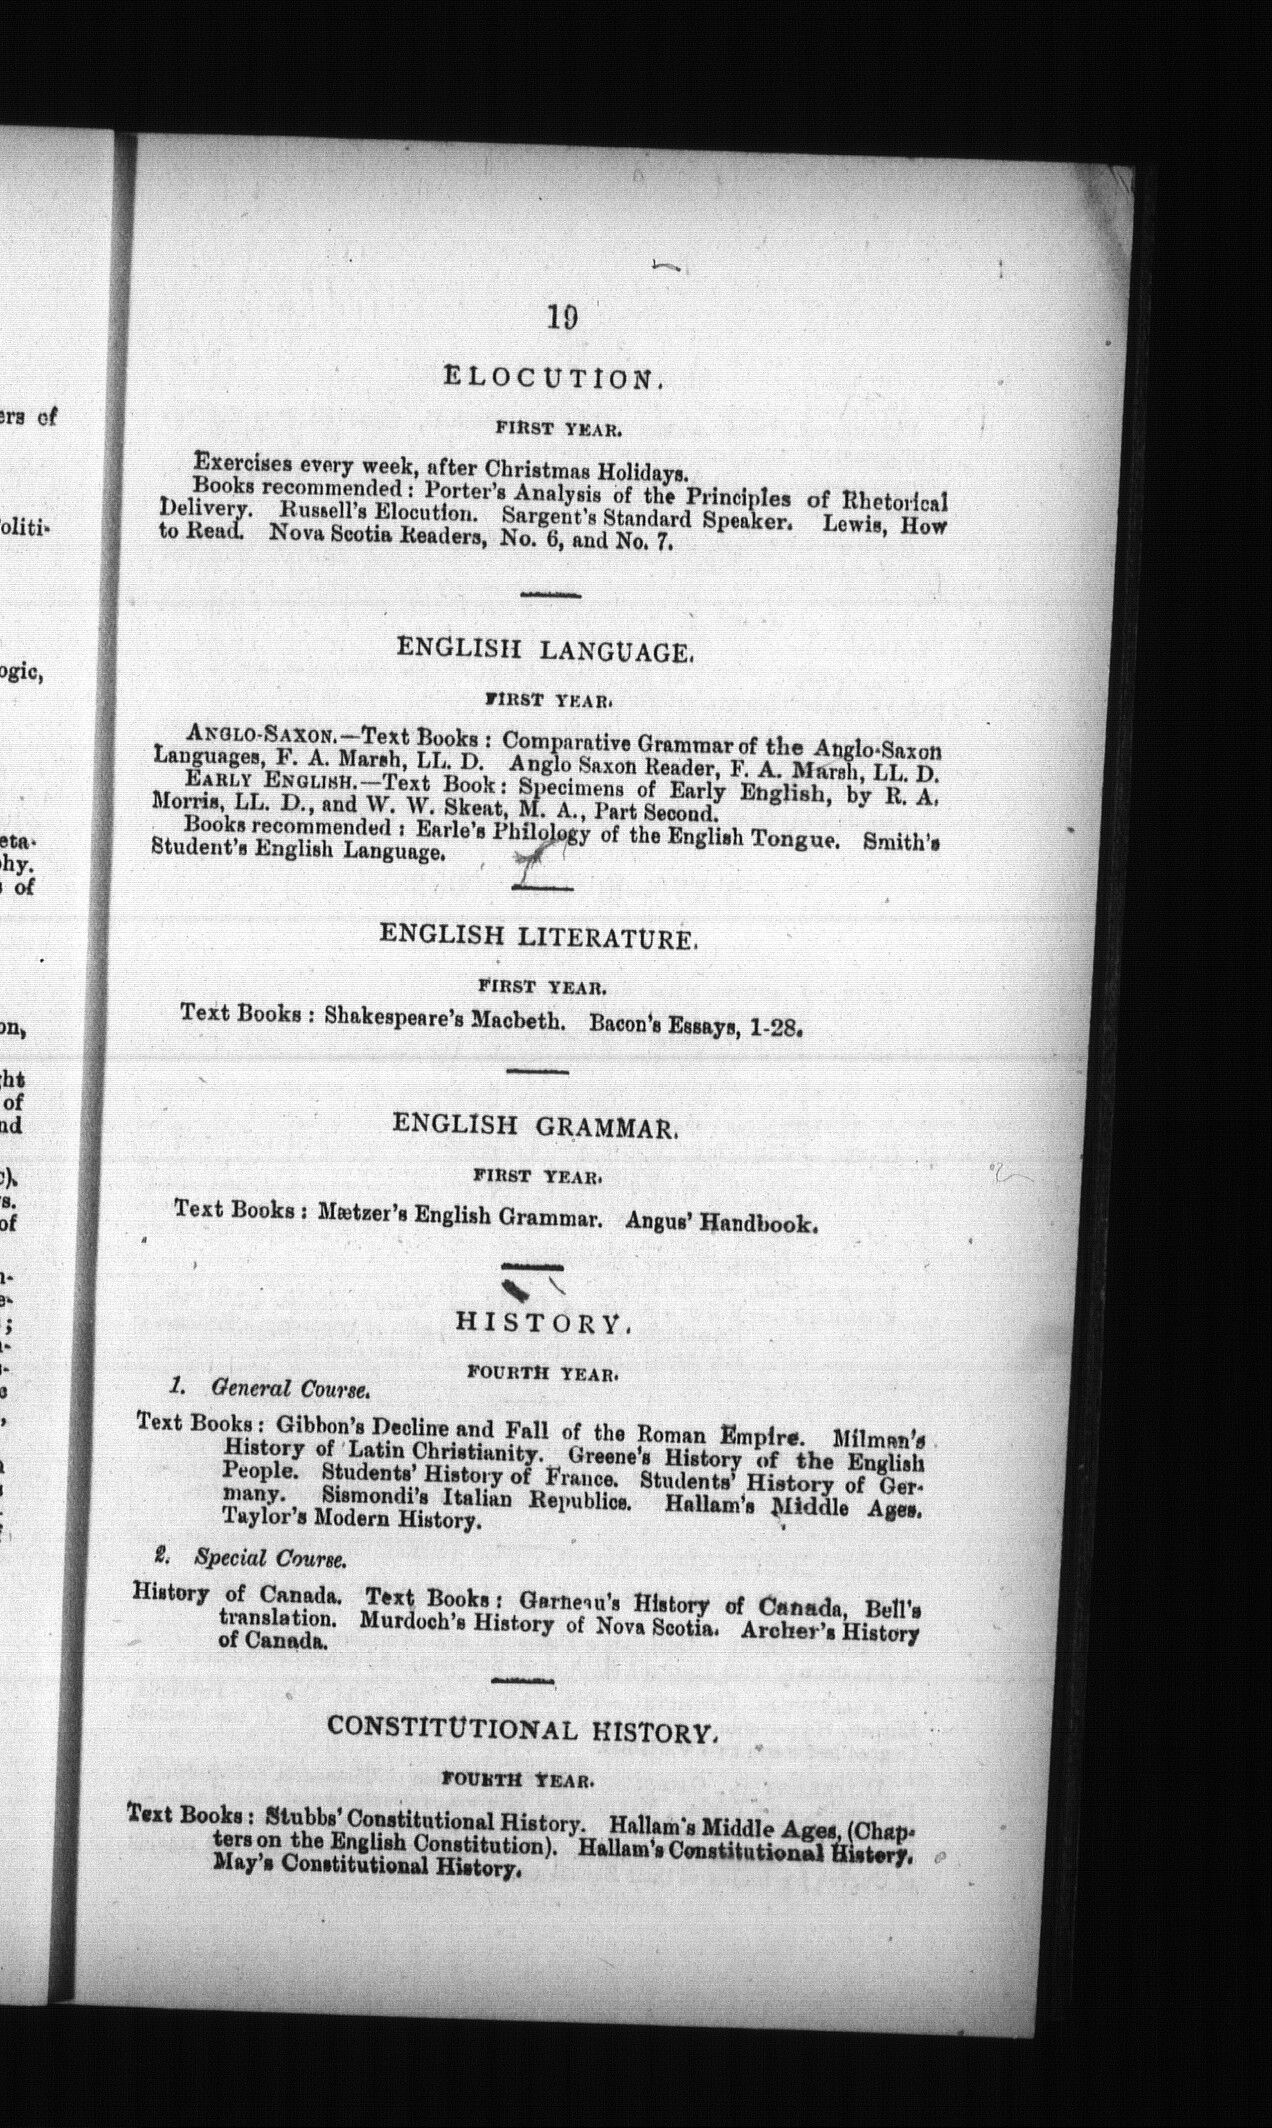 19
ELOCUTION.
FIRST YEAR.
Exercises every week, after Christmas Holidays.
Books recommended: Porter's Analysis of the Principles of Rhetorical
Delivery. Russell's Elocution. Sargent's Standard Speaker. Lewis, How
to Read. Nova Scotia Readers, No. 6, and No. 7.
ENGLISH LANGUAGE.
FIRST YEAR.
ANGLO-SAXON.—Text Books: Comparative Grammar of the Anglo-Saxon
Languages, F. A. Marsh, LL. D. Anglo Saxon Reader, F. A. Marsh, LL. D.
EARLY ENGLISH.—Text Book: Specimens of Early English, by R. A.
Morris, LL. D., and W. W. Skeat, M. A., Part Second.
Books recommended: Earle's Philology of the English Tongue. Smith's
Student's English Language.
ENGLISH LITERATURE.
FIRST YEAR.
Text Books: Shakespeare's Macbeth. Bacon's Essays, 1-28.
ENGLISH GRAMMAR.
FIRST YEAR.
Text Books: Mætzer's English Grammar. Angus' Handbook.
HISTORY.
FOURTH YEAR.
1. General Course.
Text Books: Gibbon's Decline and Fall of the Roman Empire. Milman's
History of Latin Christianity. Greene's History of the English
People. Students' History of France. Students' History of Ger-
many. Sismondi's Italian Republics. Hallam's Middle Ages.
Taylor's Modern History.
2. Special Course.
History of Canada. Text Books: Garneau's History of Canada, Bell's
translation. Murdoch's History of Nova Scotia. Archer's History
of Canada.
CONSTITUTIONAL HISTORY.
FOURTH YEAR.
Text Books: Stubbs' Constitutional History. Hallam's Middle Ages, (Chap-
ters on the English Constitution). Hallam's Constitutional History.
May's Constitutional History.